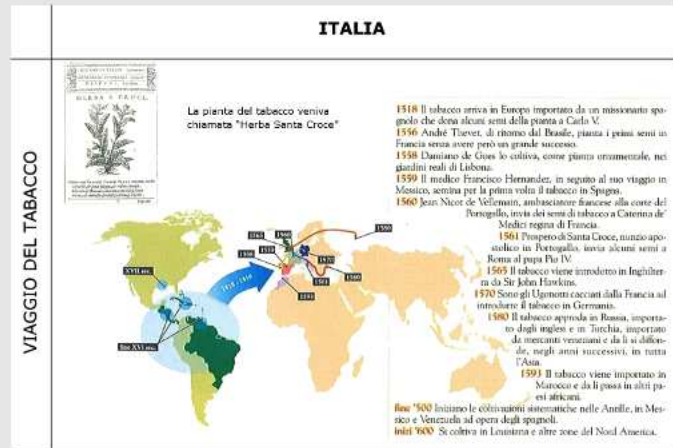 ITALIA
VIAGGIO DEL TABACCO
HERBA S. CROCE.
La pianta del tabacco veniva
chiamata "Herba Santa Croce"
1518 Il tabacco arriva in Europa importato da un missionario spa-
gnolo che dona alcuni semi della pianta a Carlo V.
1556 André Thevet, di ritorno dal Brasile, pianta i primi semi in
Francia senza avere però un grande successo.
1558 Damiano de Goes lo coltiva, come pianta ornamentale, nei
giardini reali di Lisbona.
1559 Il medico Francisco Hernandez, in seguito al suo viaggio in
Messico, semina per la prima volta il tabacco in Spagna.
1560 Jean Nicot de Vellemain, ambasciatore francese alla corte del
Portogallo, invia dei semi di tabacco a Caterina de'
Medici regina di Francia.
1561 Prospero di Santa Croce, nunzio apo-
stolico in Portogallo, invia alcuni semi a
Roma al papa Pio IV.
1565 Il tabacco viene introdotto in Inghilter-
ra da Sir John Hawkins.
1570 Sono gli Ugonotti cacciati dalla Francia ad
introdurre il tabacco in Germania.
1580 Il tabacco approda in Russia, importa-
to dagli inglesi e in Turchia, importato
da mercanti veneziani e da lì si diffon-
de, negli anni successivi, in tutta
l'Asia.
1593 Il tabacco viene importato in
Marocco e da lì passa in altri pa-
esi africani.
fine '500 Iniziano le coltivazioni sistematiche nelle Antille, in Mes-
sico e Venezuela ad opera degli spagnoli.
inizi '600 Si coltiva in Louisiana e altre zone del Nord America.
XVII sec.
fine XVI sec.
1565
1560
1559
1570
1561
1580
1593